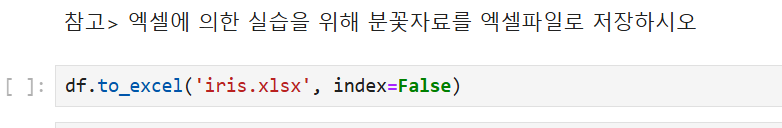 참고> 엑셀에 의한 실습을 위해 분꽃자료를 엑셀파일로 저장하시오
[ ]: df.to_excel('iris.xlsx', index=False)